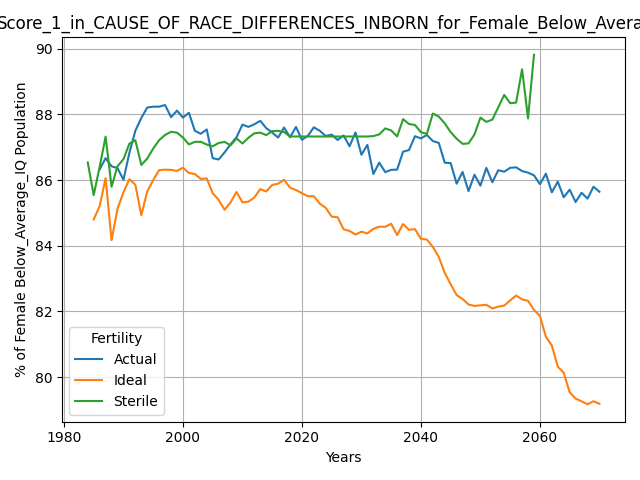 Score_1_in_CAUSE_OF_RACE_DIFFERENCES_INBORN_for_Female_Below_Avera
% of Female Below_Average_IQ Population
90
88
86
84
82
80
Fertility
Actual
Ideal
Sterile
1980 2000 2020 2040 2060
Years